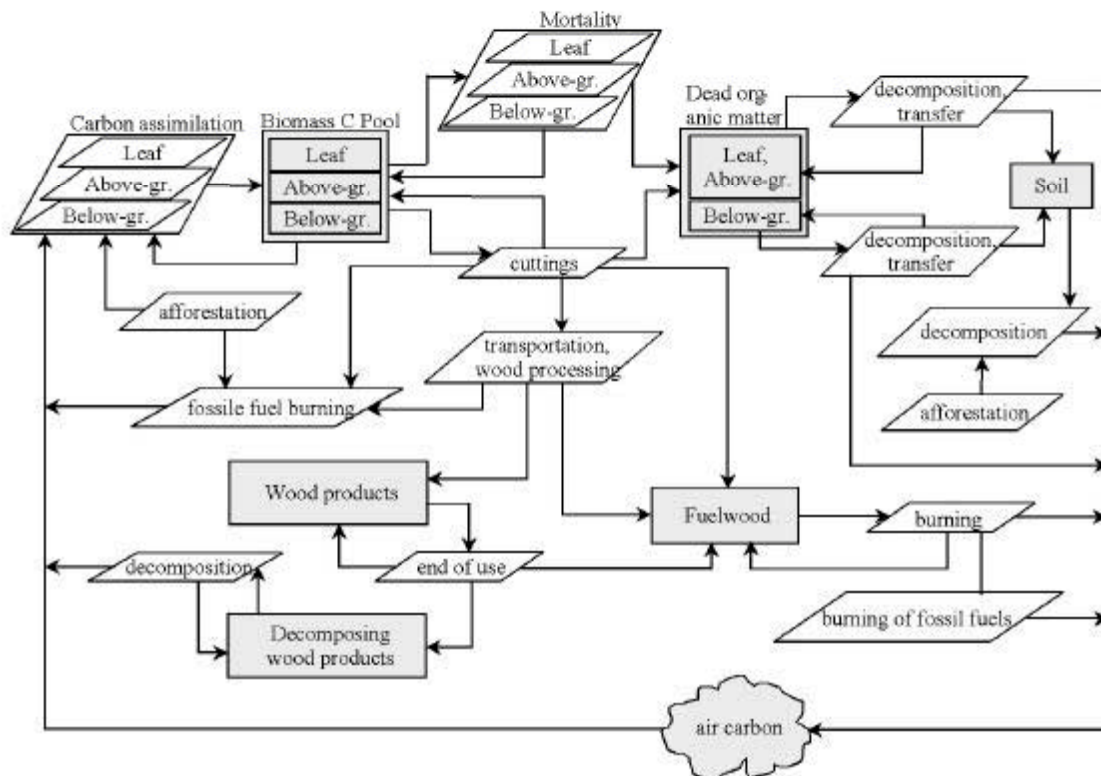 Mortality
Leaf
Above-gr.
Below-gr.
Carbon assimilation
Leaf
Above-gr.
Below-gr.
Biomass C Pool
Leaf
Above-gr.
Below-gr.
Dead org
anic matter
Leaf,
Above-gr.
Below-gr.
decomposition,
transfer
Soil
decomposition,
transfer
cuttings
afforestation
transportation,
wood processing
decomposition
fossile fuel burning
afforestation
Wood products
Fuelwood
burning
decomposition
end of use
burning of fossil fuels
Decomposing
wood products
air carbon